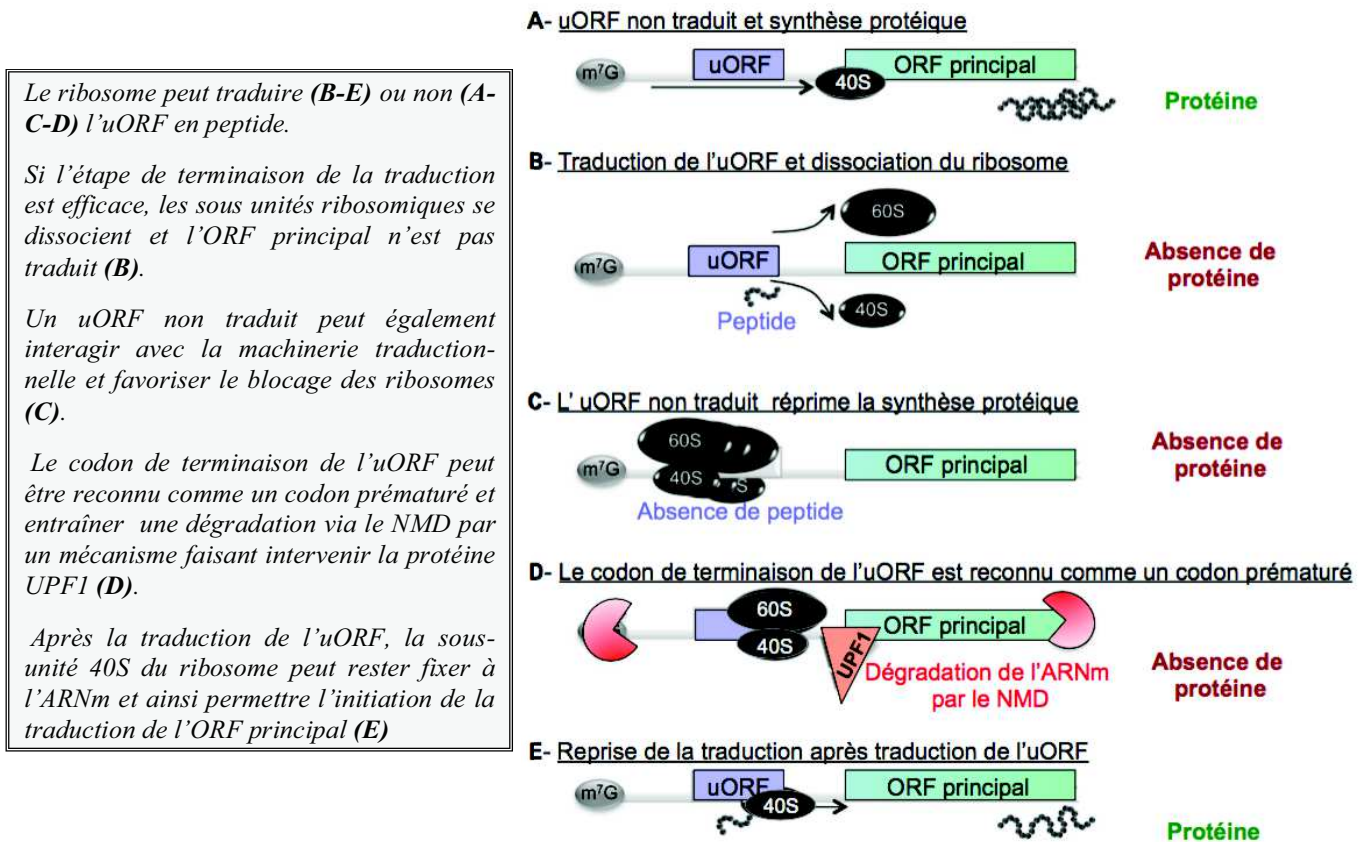 Le ribosome peut traduire (B-E) ou non (A-
C-D) l'uORF en peptide.
Si l'étape de terminaison de la traduction
est efficace, les sous unités ribosomiques se
dissocient et l'ORF principal n'est pas
traduit (B).
Un uORF non traduit peut également
interagir avec la machinerie traduction-
nelle et favoriser le blocage des ribosomes
(C).
Le codon de terminaison de l'uORF peut
être reconnu comme un codon prématuré et
entraîner une dégradation via le NMD par
un mécanisme faisant intervenir la protéine
UPF1 (D).
Après la traduction de l'uORF, la sous-
unité 40S du ribosome peut rester fixer à
l'ARNm et ainsi permettre l'initiation de la
traduction de l'ORF principal (E)
A- uORF non traduit et synthèse protéique
m⁷G
uORF
40S
ORF principal
Protéine
B- Traduction de l'uORF et dissociation du ribosome
60S
m⁷G
uORF
ORF principal
Peptide
40S
Absence de
protéine
C- L' uORF non traduit réprime la synthèse protéique
60S
m⁷G
40S
S
ORF principal
Absence de peptide
Absence de
protéine
D- Le codon de terminaison de l'uORF est reconnu comme un codon prématuré
60S
40S
UPF1
ORF principal
Dégradation de l'ARNm
par le NMD
Absence de
protéine
E- Reprise de la traduction après traduction de l'uORF
m⁷G
uORF
40S
ORF principal
Protéine